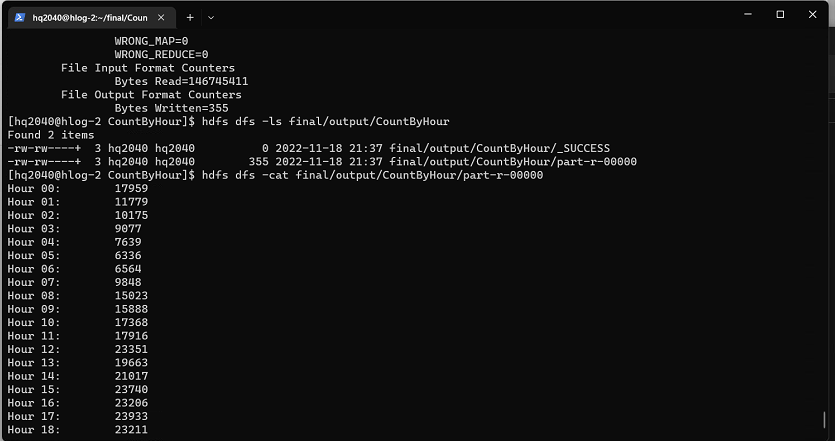 hq2040@hlog-2:~/final/Coun
WRONG_MAP=0
WRONG_REDUCE=0
File Input Format Counters
Bytes Read=146745411
File Output Format Counters
Bytes Written=355
[hq2040@hlog-2 CountByHour]$ hdfs dfs -ls final/output/CountByHour
Found 2 items
-rw-rw----+  3 hq2040 hq2040          0 2022-11-18 21:37 final/output/CountByHour/_SUCCESS
-rw-rw----+  3 hq2040 hq2040        355 2022-11-18 21:37 final/output/CountByHour/part-r-00000
[hq2040@hlog-2 CountByHour]$ hdfs dfs -cat final/output/CountByHour/part-r-00000
Hour 00:        17959
Hour 01:        11779
Hour 02:        10175
Hour 03:        9077
Hour 04:        7639
Hour 05:        6336
Hour 06:        6564
Hour 07:        9848
Hour 08:        15023
Hour 09:        15888
Hour 10:        17368
Hour 11:        17916
Hour 12:        23351
Hour 13:        19663
Hour 14:        21017
Hour 15:        23740
Hour 16:        23206
Hour 17:        23933
Hour 18:        23211